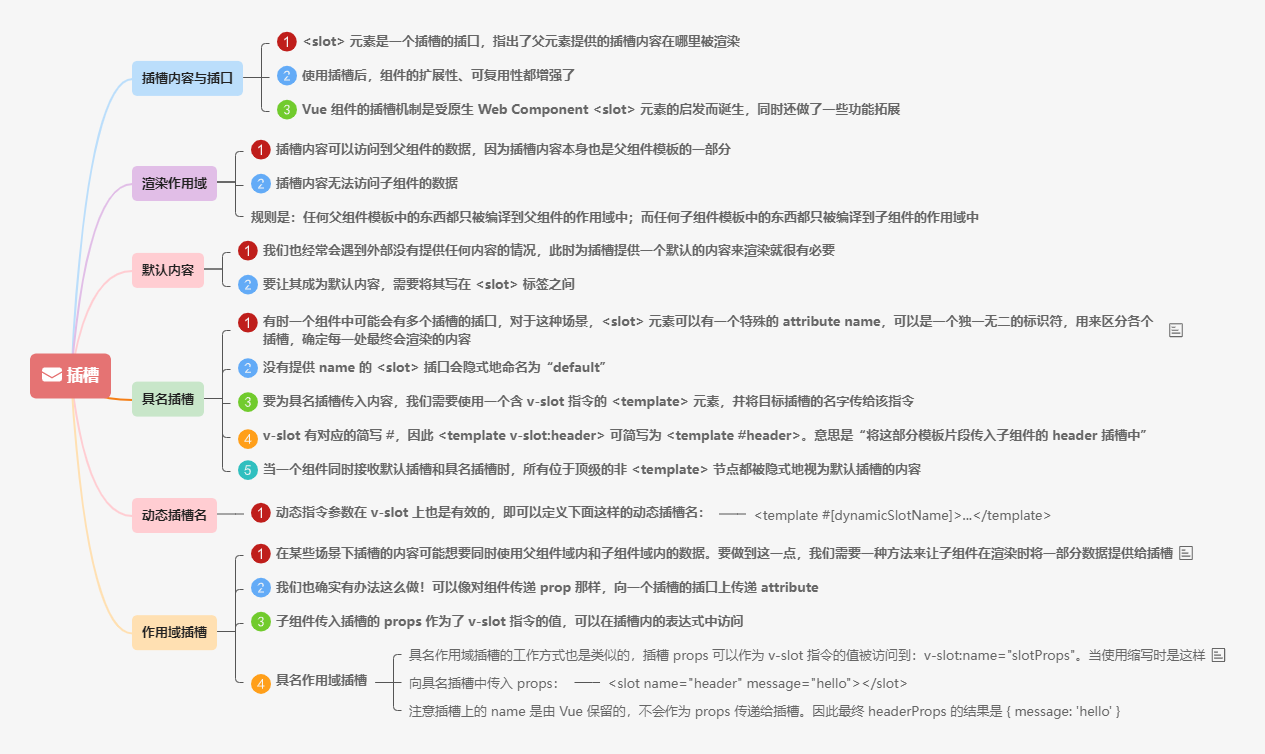 插槽
插槽内容与插口
1 <slot> 元素是一个插槽的插口，指出了父元素提供的插槽内容在哪里被渲染
2 使用插槽后，组件的扩展性、可复用性都增强了
3 Vue 组件的插槽机制是受原生 Web Component <slot> 元素的启发而诞生，同时还做了一些功能拓展
渲染作用域
1 插槽内容可以访问到父组件的数据，因为插槽内容本身也是父组件模板的一部分
2 插槽内容无法访问子组件的数据
规则是：任何父组件模板中的东西都只被编译到父组件的作用域中；而任何子组件模板中的东西都只被编译到子组件的作用域中
默认内容
1 我们也经常会遇到外部没有提供任何内容的情况，此时为插槽提供一个默认的内容来渲染就很有必要
2 要让其成为默认内容，需要将其写在 <slot> 标签之间
具名插槽
1 有时一个组件中可能会有多个插槽的插口，对于这种场景，<slot> 元素可以有一个特殊的 attribute name，可以是一个独一无二的标识符，用来区分各个
插槽，确定每一处最终会渲染的内容
2 没有提供 name 的 <slot> 插口会隐式地命名为“default”
3 要为具名插槽传入内容，我们需要使用一个含 v-slot 指令的 <template> 元素，并将目标插槽的名字传给该指令
4 v-slot 有对应的简写 #，因此 <template v-slot:header> 可简写为 <template #header>。意思是“将这部分模板片段传入子组件的 header 插槽中”
5 当一个组件同时接收默认插槽和具名插槽时，所有位于顶级的非 <template> 节点都被隐式地视为默认插槽的内容
动态插槽名
1 动态指令参数在 v-slot 上也是有效的，即可以定义下面这样的动态插槽名：
<template #[dynamicSlotName]>...</template>
作用域插槽
1 在某些场景下插槽的内容可能想要同时使用父组件域内和子组件域内的数据。要做到这一点，我们需要一种方法来让子组件在渲染时将一部分数据提供给插槽
2 我们也确实有办法这么做！可以像对组件传递 prop 那样，向一个插槽的插口上传递 attribute
3 子组件传入插槽的 props 作为了 v-slot 指令的值，可以在插槽内的表达式中访问
4 具名作用域插槽
具名作用域插槽的工作方式也是类似的，插槽 props 可以作为 v-slot 指令的值被访问到：v-slot:name="slotProps"。当使用缩写时是这样
向具名插槽中传入 props：
<slot name="header" message="hello"></slot>
注意插槽上的 name 是由 Vue 保留的，不会作为 props 传递给插槽。因此最终 headerProps 的结果是 { message: 'hello' }